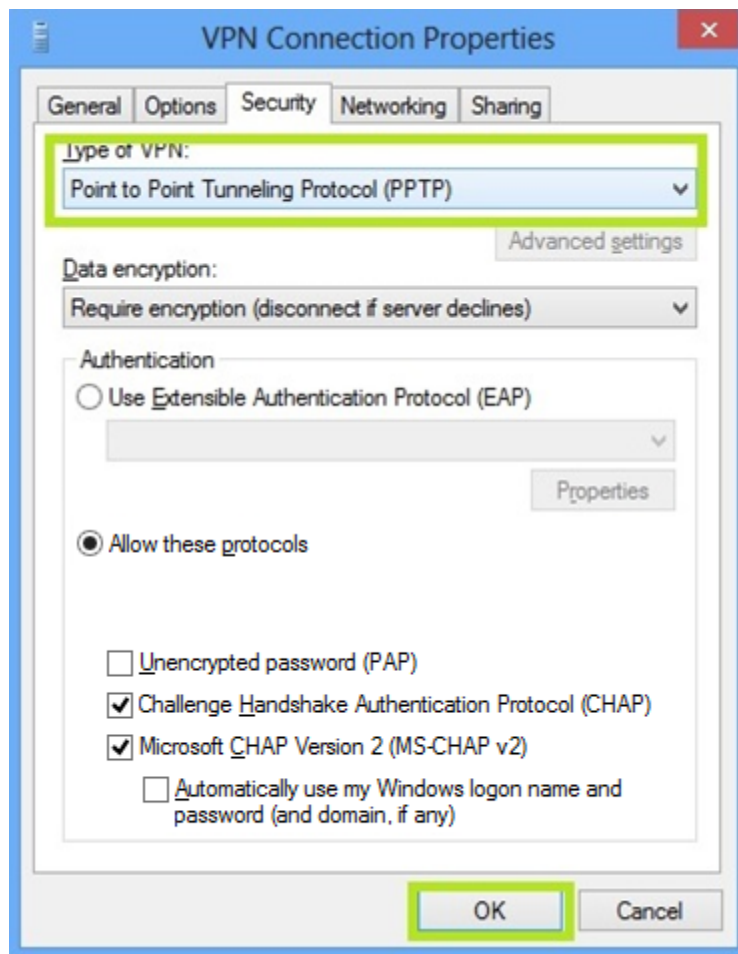 VPN Connection Properties
General Options Security Networking Sharing
Type of VPN:
Point to Point Tunneling Protocol (PPTP)
Advanced settings
Data encryption:
Require encryption (disconnect if server declines)
Authentication
Use Extensible Authentication Protocol (EAP)
Properties
Allow these protocols
Unencrypted password (PAP)
Challenge Handshake Authentication Protocol (CHAP)
Microsoft CHAP Version 2 (MS-CHAP v2)
Automatically use my Windows logon name and
password (and domain, if any)
OK Cancel